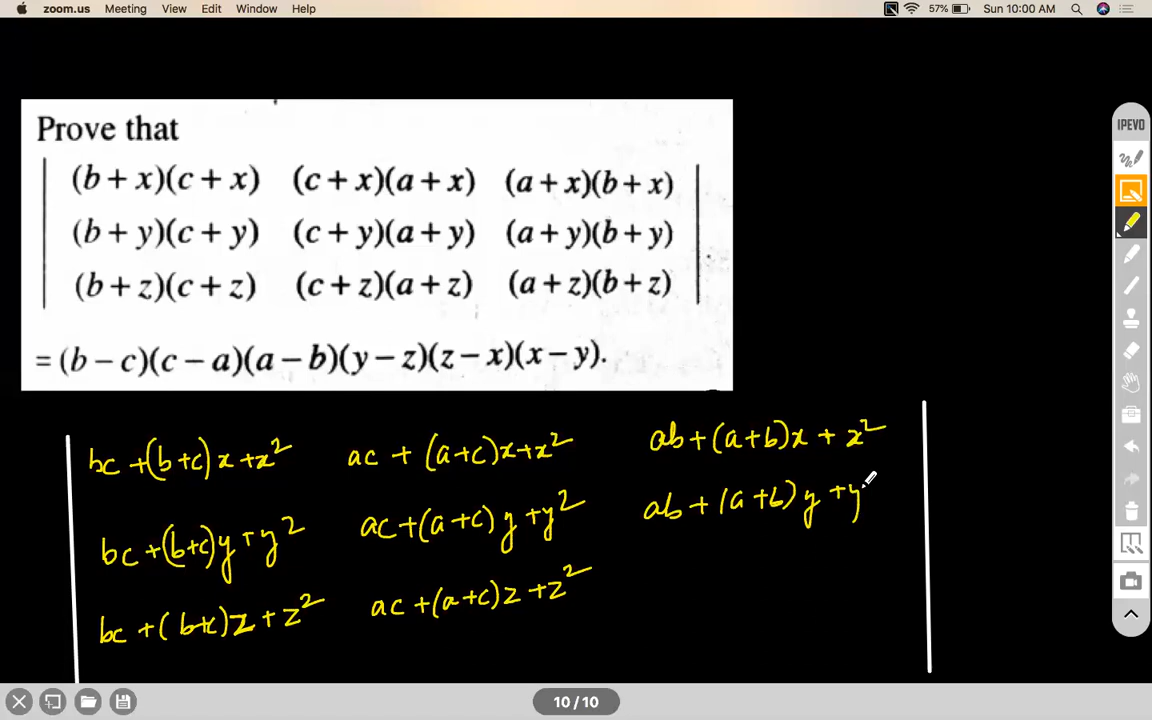 zoom.us Meeting View Edit Window Help 57% Sun 10:00 AM
Prove that
(b + x)(c + x) (c + x)(a + x) (a + x)(b + x)
(b + y)(c + y) (c + y)(a + y) (a + y)(b + y)
(b + z)(c + z) (c + z)(a + z) (a + z)(b + z)
= (b − c)(c − a)(a − b)(y − z)(z − x)(x − y).
bc + (b+c)x + x² ac + (a+c)x + x² ab + (a+b)x + x²
bc + (b+c)y + y² ac + (a+c)y + y² ab + (a+b)y + y
bc + (b+c)z + z² ac + (a+c)z + z²
IPEVO
10 / 10